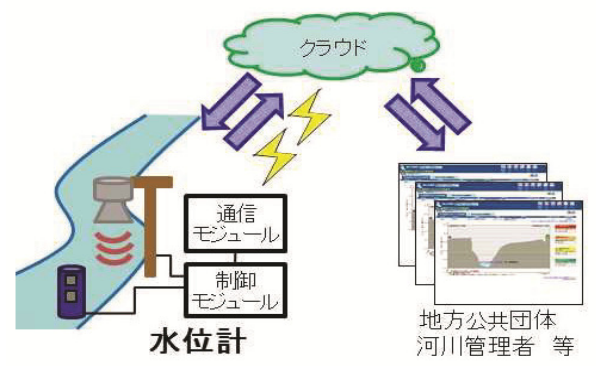 クラウド
通信
モジュール
制御
モジュール
水位計
地方公共団体
河川管理者 等